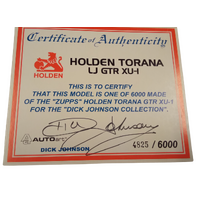 Certificate of Authenticity
HOLDEN TORANA
LJ GTR XU-1
HOLDEN
THIS IS TO CERTIFY
THAT THIS MODEL IS ONE OF 6000 MADE
OF THE "ZUPPS" HOLDEN TORANA GTR XU-1
FOR THE "DICK JOHNSON COLLECTION".
Dick Johnson
4825 / 6000
DICK JOHNSON